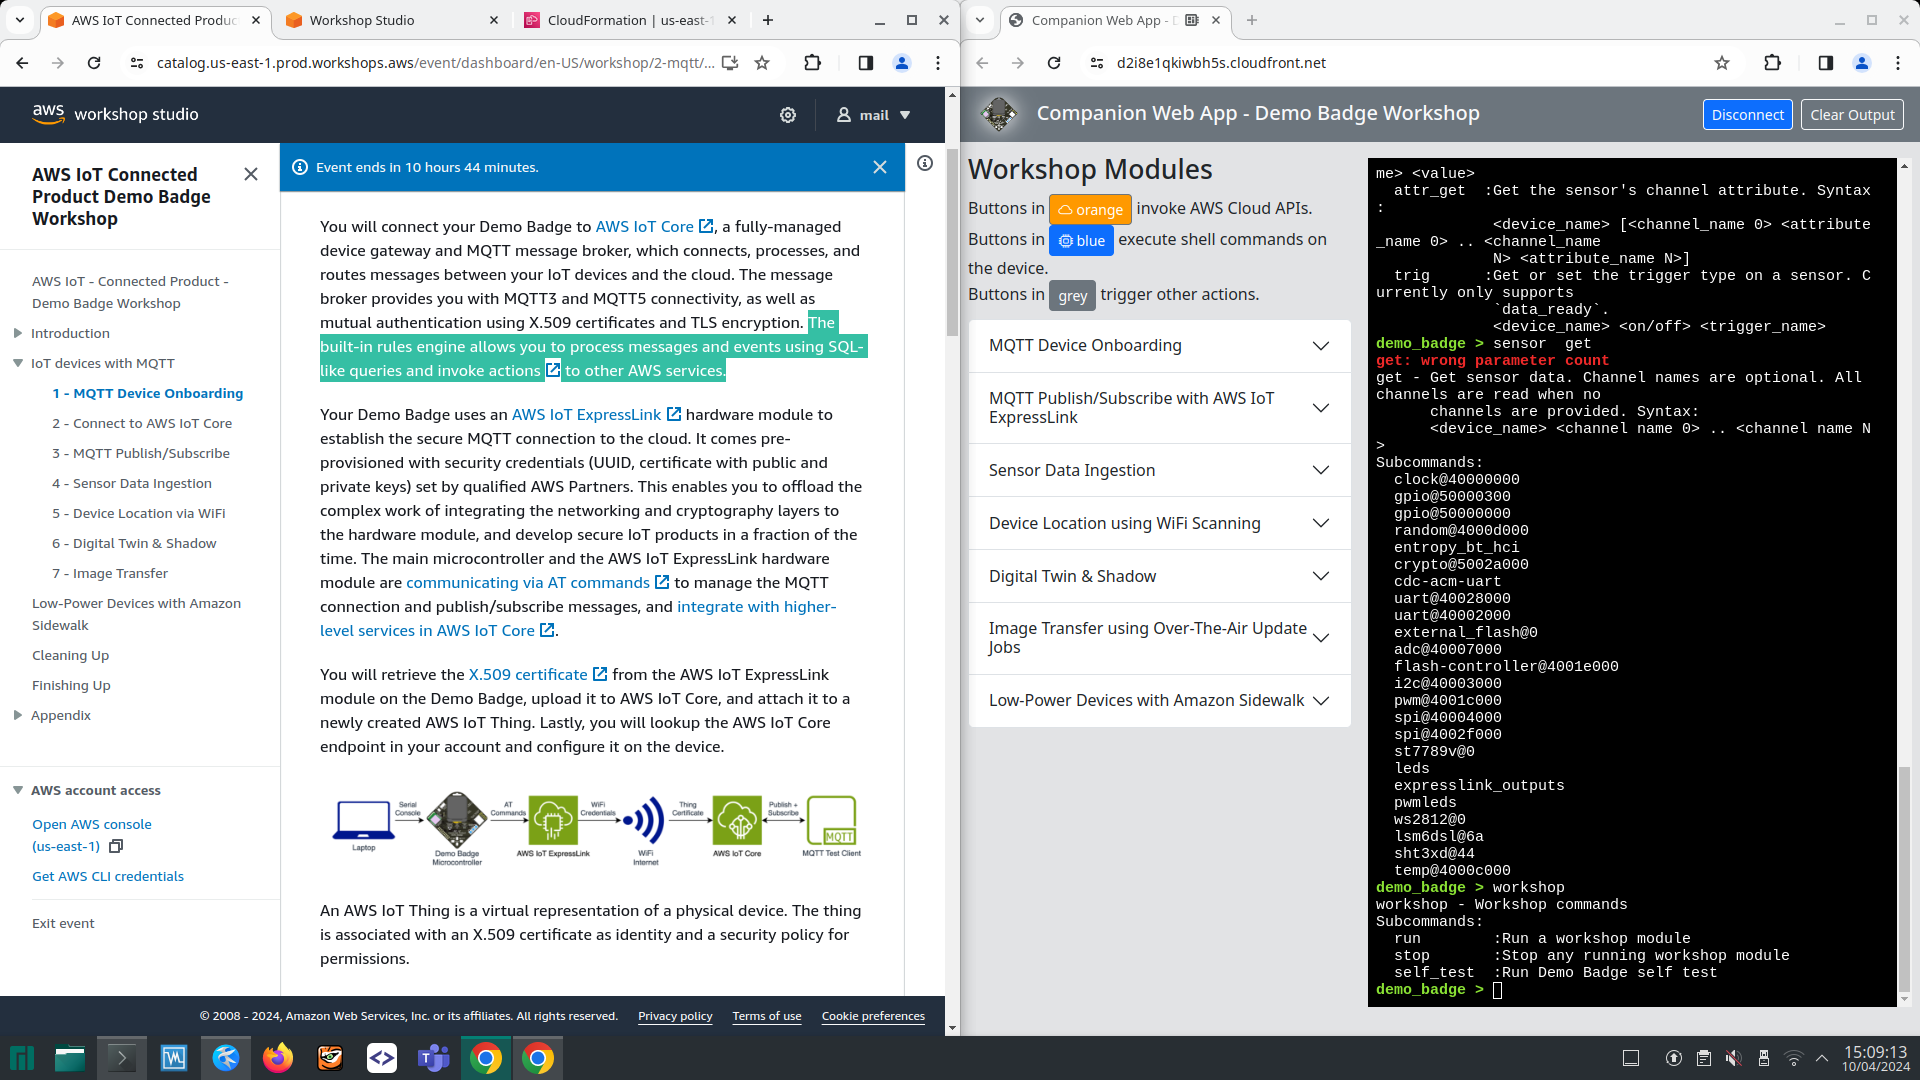 AWS IoT Connected Produc
Workshop Studio
CloudFormation | us-east-1
catalog.us-east-1.prod.workshops.aws/event/dashboard/en-US/workshop/2-mqtt/...
aws workshop studio
mail
AWS IoT Connected
Product Demo Badge
Workshop
AWS IoT - Connected Product -
Demo Badge Workshop
Introduction
IoT devices with MQTT
1 - MQTT Device Onboarding
2 - Connect to AWS IoT Core
3 - MQTT Publish/Subscribe
4 - Sensor Data Ingestion
5 - Device Location via WiFi
6 - Digital Twin & Shadow
7 - Image Transfer
Low-Power Devices with Amazon
Sidewalk
Cleaning Up
Finishing Up
Appendix
AWS account access
Open AWS console
(us-east-1)
Get AWS CLI credentials
Exit event
Event ends in 10 hours 44 minutes.
You will connect your Demo Badge to AWS IoT Core, a fully-managed
device gateway and MQTT message broker, which connects, processes, and
routes messages between your IoT devices and the cloud. The message
broker provides you with MQTT3 and MQTT5 connectivity, as well as
mutual authentication using X.509 certificates and TLS encryption. The
built-in rules engine allows you to process messages and events using SQL-
like queries and invoke actions to other AWS services.
Your Demo Badge uses an AWS IoT ExpressLink hardware module to
establish the secure MQTT connection to the cloud. It comes pre-
provisioned with security credentials (UUID, certificate with public and
private keys) set by qualified AWS Partners. This enables you to offload the
complex work of integrating the networking and cryptography layers to
the hardware module, and develop secure IoT products in a fraction of the
time. The main microcontroller and the AWS IoT ExpressLink hardware
module are communicating via AT commands to manage the MQTT
connection and publish/subscribe messages, and integrate with higher-
level services in AWS IoT Core.
You will retrieve the X.509 certificate from the AWS IoT ExpressLink
module on the Demo Badge, upload it to AWS IoT Core, and attach it to a
newly created AWS IoT Thing. Lastly, you will lookup the AWS IoT Core
endpoint in your account and configure it on the device.
Serial Console
AT Commands
WiFi Credentials
Thing Certificate
Publish + Subscribe
MQTT
Laptop
Demo Badge Microcontroller
AWS IoT ExpressLink
WiFi Internet
AWS IoT Core
MQTT Test Client
An AWS IoT Thing is a virtual representation of a physical device. The thing
is associated with an X.509 certificate as identity and a security policy for
permissions.
© 2008 - 2024, Amazon Web Services, Inc. or its affiliates. All rights reserved. Privacy policy Terms of use Cookie preferences
Companion Web App - D
d2i8e1qkiwbh5s.cloudfront.net
Companion Web App - Demo Badge Workshop
Disconnect
Clear Output
Workshop Modules
Buttons in orange invoke AWS Cloud APIs.
Buttons in blue execute shell commands on
the device.
Buttons in grey trigger other actions.
MQTT Device Onboarding
MQTT Publish/Subscribe with AWS IoT
ExpressLink
Sensor Data Ingestion
Device Location using WiFi Scanning
Digital Twin & Shadow
Image Transfer using Over-The-Air Update
Jobs
Low-Power Devices with Amazon Sidewalk
me> <value>
attr_get :Get the sensor's channel attribute. Syntax
:
<device_name> [<channel_name 0> <attribute
_name 0> .. <channel_name
N> <attribute_name N>]
trig :Get or set the trigger type on a sensor. C
urrently only supports
`data_ready`.
<device_name> <on/off> <trigger_name>
demo_badge > sensor get
get: wrong parameter count
get - Get sensor data. Channel names are optional. All
channels are read when no
channels are provided. Syntax:
<device_name> <channel name 0> .. <channel name N
>
Subcommands:
clock@40000000
gpio@50000300
gpio@50000000
random@4000d000
entropy_bt_hci
crypto@5002a000
cdc-acm-uart
uart@40028000
uart@40002000
external_flash@0
adc@40007000
flash-controller@4001e000
i2c@40003000
pwm@4001c000
spi@40004000
spi@4002f000
st7789v@0
leds
expresslink_outputs
pwmleds
ws2812@0
lsm6dsl@6a
sht3xd@44
temp@4000c000
demo_badge > workshop
workshop - Workshop commands
Subcommands:
run :Run a workshop module
stop :Stop any running workshop module
self_test :Run Demo Badge self test
demo_badge >
15:09:13
10/04/2024